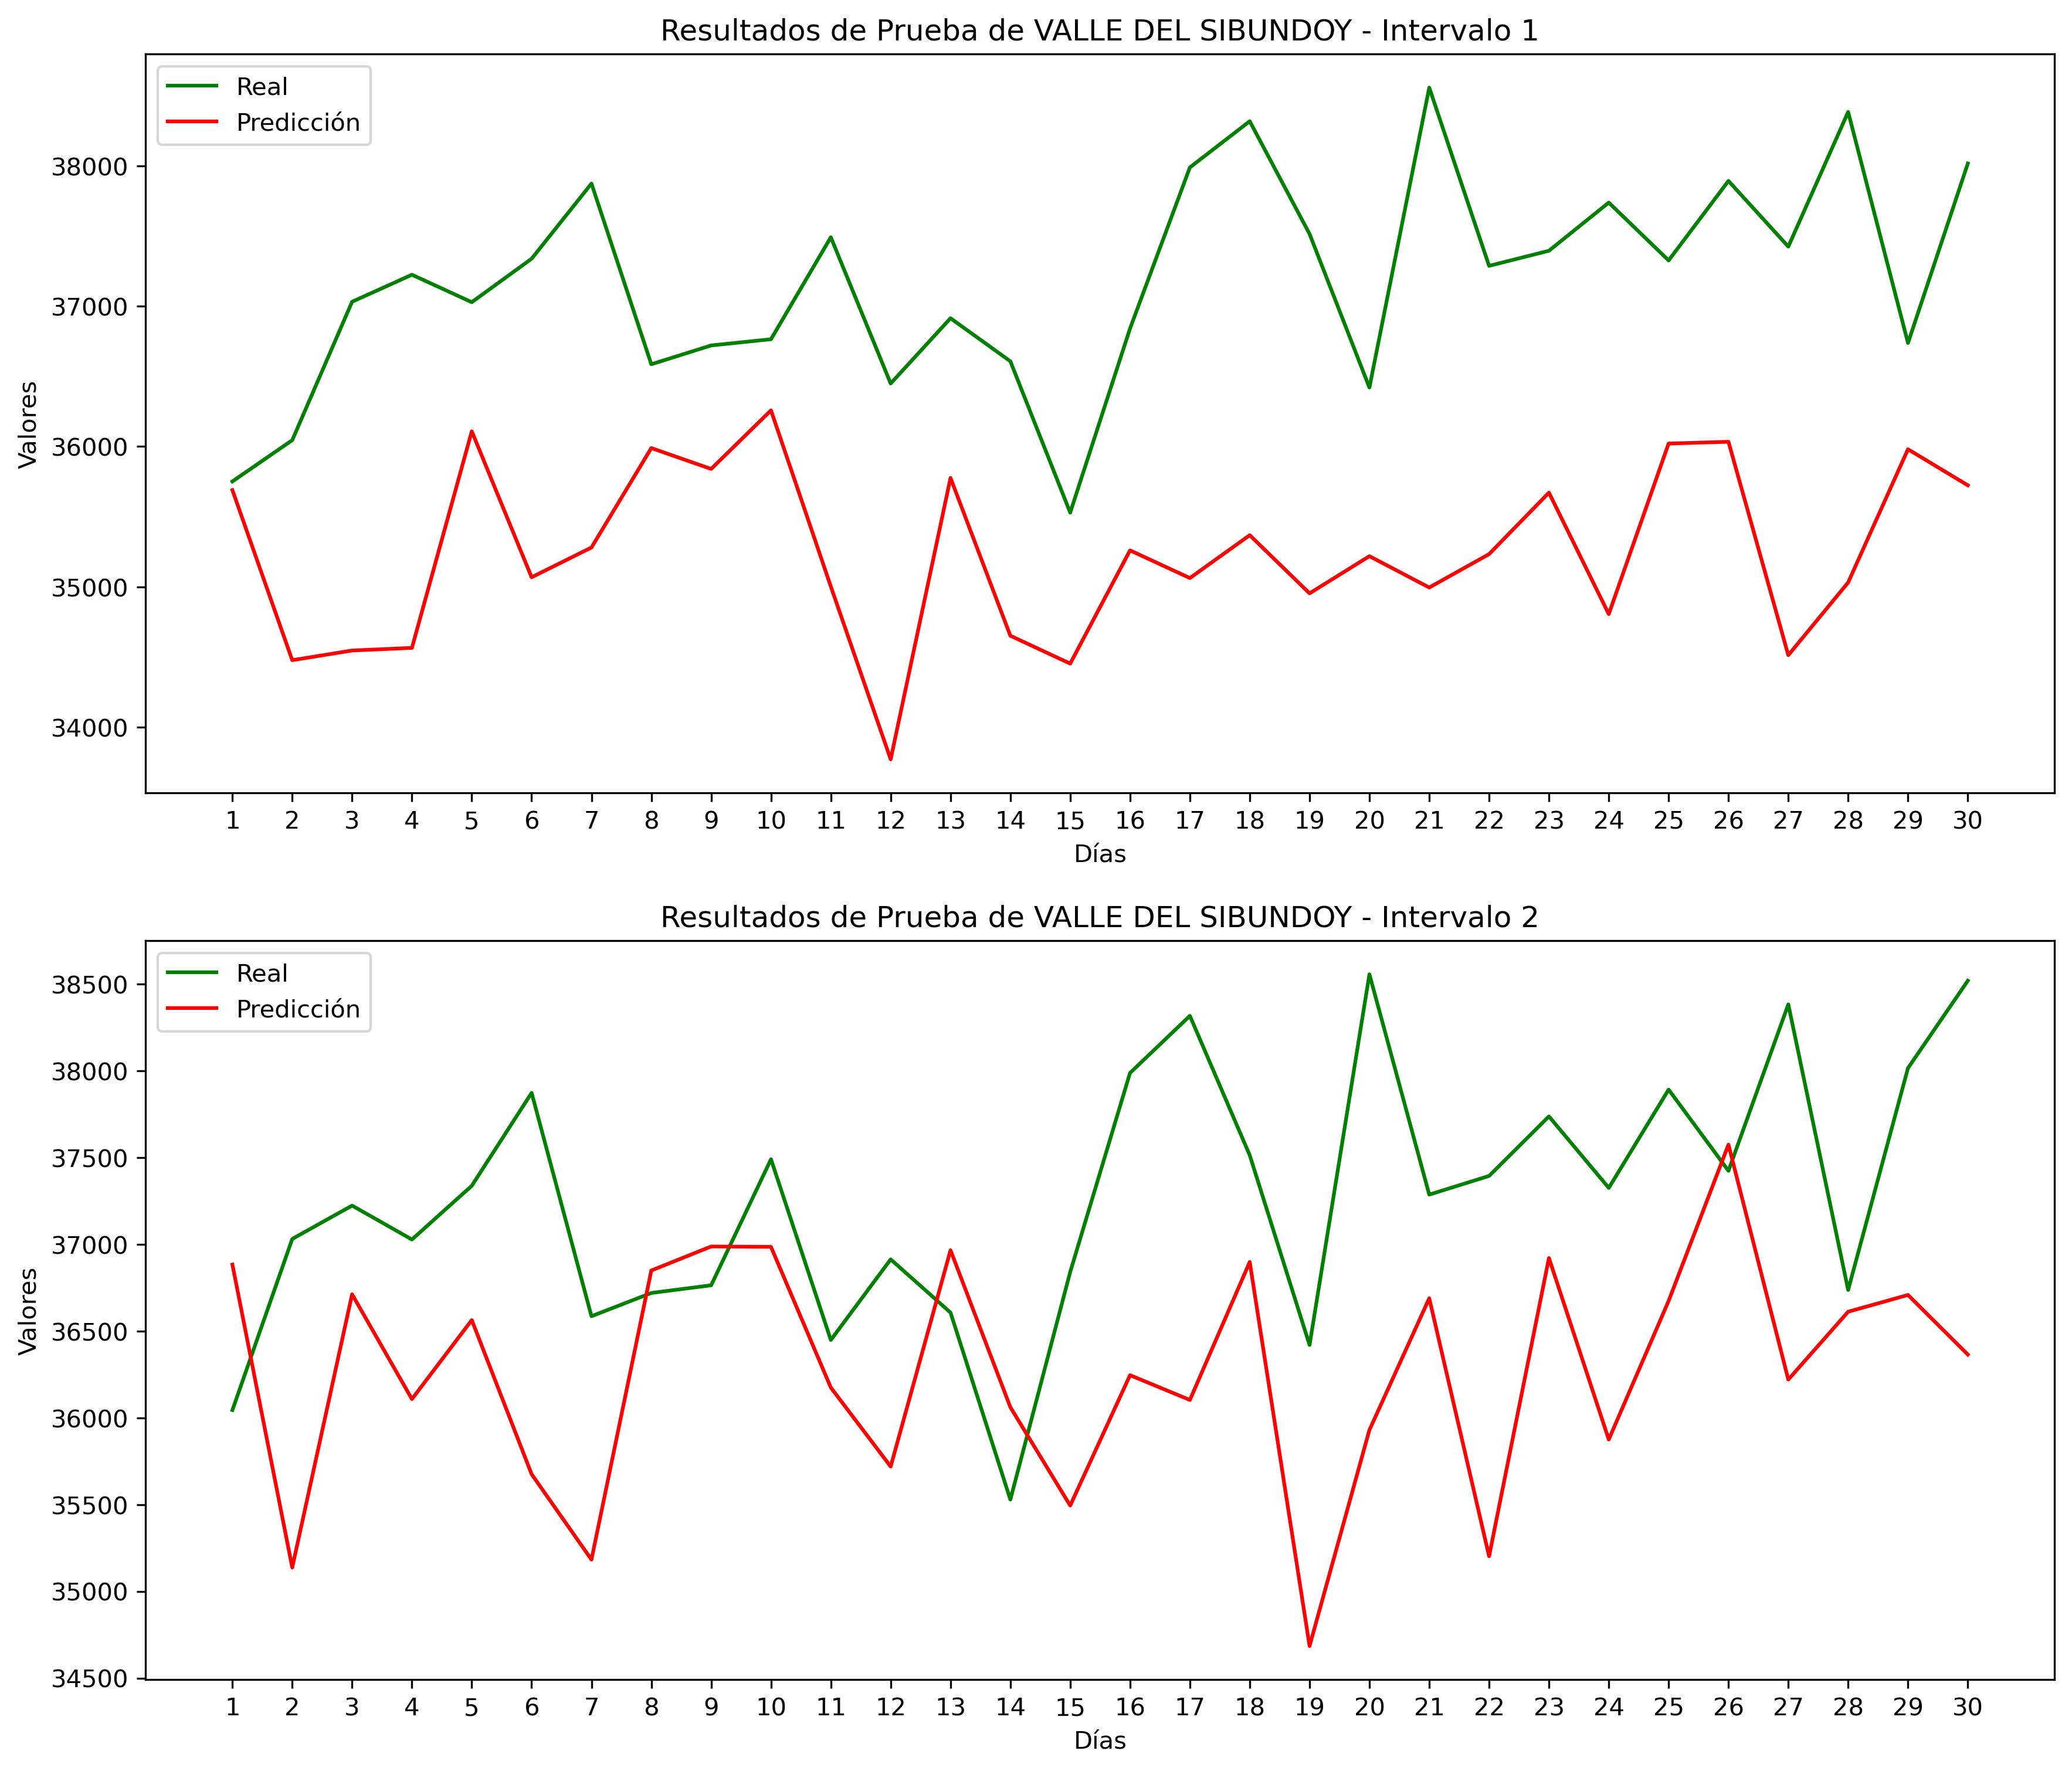 Resultados de Prueba de VALLE DEL SIBUNDOY - Intervalo 1
Real
Predicción
38000
37000
36000
35000
34000
Valores
1 2 3 4 5 6 7 8 9 10 11 12 13 14 15 16 17 18 19 20 21 22 23 24 25 26 27 28 29 30
Días
Resultados de Prueba de VALLE DEL SIBUNDOY - Intervalo 2
Real
Predicción
38500
38000
37500
37000
36500
36000
35500
35000
34500
Valores
1 2 3 4 5 6 7 8 9 10 11 12 13 14 15 16 17 18 19 20 21 22 23 24 25 26 27 28 29 30
Días